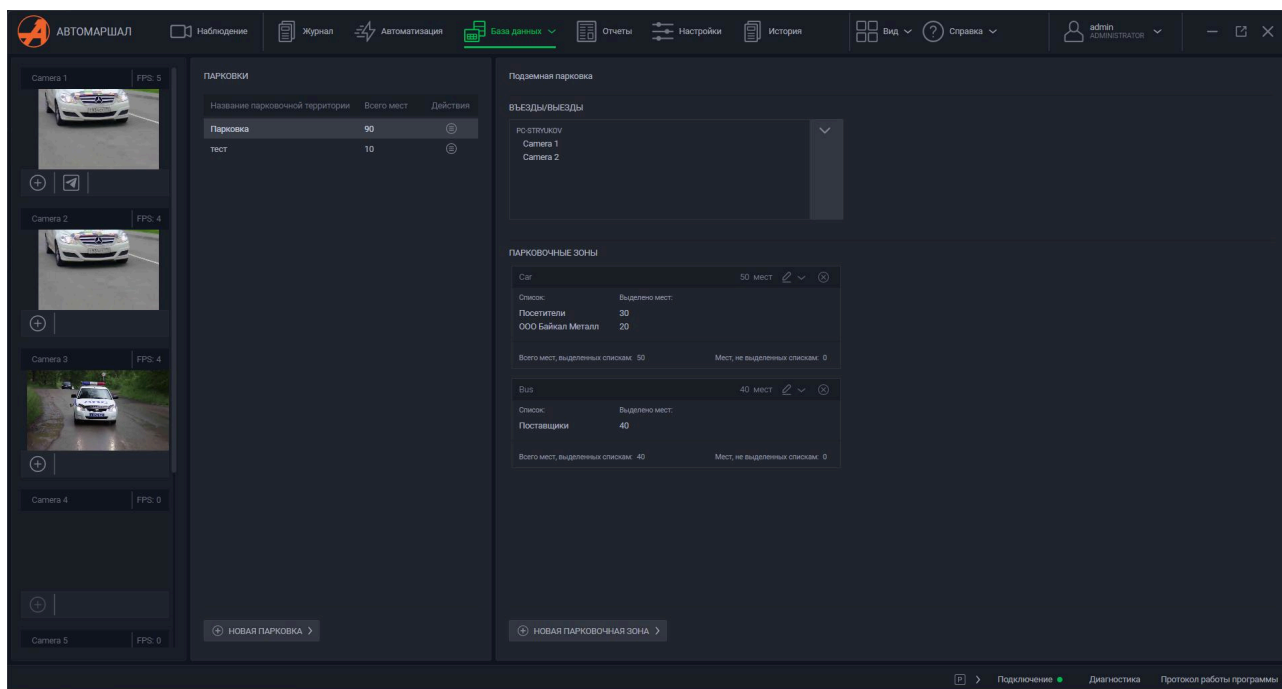 АВТОМАРШАЛ
Наблюдение
Журнал
Автоматизация
База данных
Отчеты
Настройки
История
Вид
Справка
admin
ADMINISTRATOR
Camera 1 FPS: 5
Camera 2 FPS: 4
Camera 3 FPS: 4
Camera 4 FPS: 0
Camera 5 FPS: 0
ПАРКОВКИ
Название парковочной территории Всего мест Действия
Парковка 90
тест 10
НОВАЯ ПАРКОВКА
Подземная парковка
ВЪЕЗДЫ/ВЫЕЗДЫ
PC-STRYUKOV
Camera 1
Camera 2
ПАРКОВОЧНЫЕ ЗОНЫ
Car 50 мест
Список: Выделено мест:
Посетители 30
ООО Байкал Металл 20
Всего мест, выделенных спискам: 50 Мест, не выделенных спискам: 0
Bus 40 мест
Список: Выделено мест:
Поставщики 40
Всего мест, выделенных спискам: 40 Мест, не выделенных спискам: 0
НОВАЯ ПАРКОВОЧНАЯ ЗОНА
P
Подключение
Диагностика
Протокол работы программы